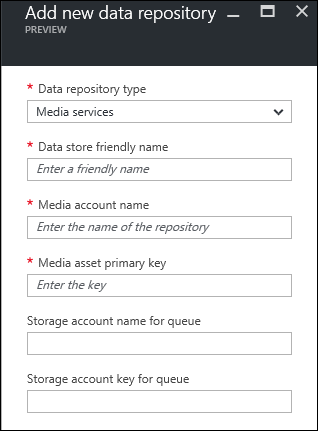 Add new data repository
PREVIEW
* Data repository type
Media services
* Data store friendly name
Enter a friendly name
* Media account name
Enter the name of the repository
* Media asset primary key
Enter the key
Storage account name for queue
Storage account key for queue